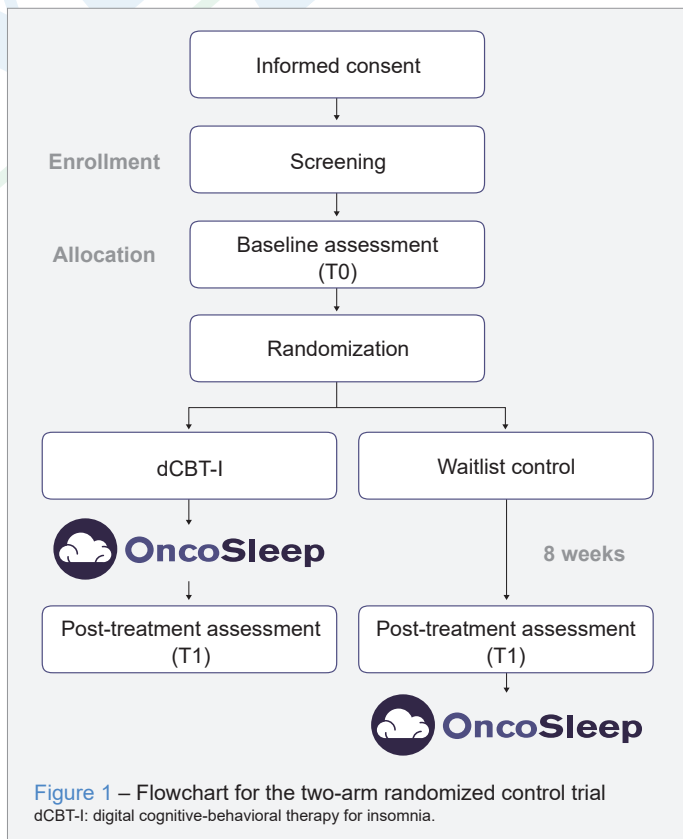 Informed consent
Enrollment
Screening
Allocation
Baseline assessment
(T0)
Randomization
dCBT-I
Waitlist control
OncoSleep
8 weeks
Post-treatment assessment
(T1)
Post-treatment assessment
(T1)
OncoSleep
Figure 1 – Flowchart for the two-arm randomized control trial
dCBT-I: digital cognitive-behavioral therapy for insomnia.